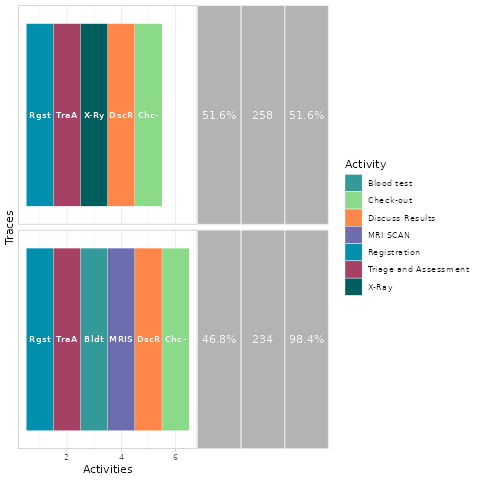 Rgst TraA X-Ry DscR Chc- 51.6% 258 51.6%
Rgst TraA Bldt MRIS DscR Chc- 46.8% 234 98.4%
Traces
2 4 6
Activities
Activity
Blood test
Check-out
Discuss Results
MRI SCAN
Registration
Triage and Assessment
X-Ray